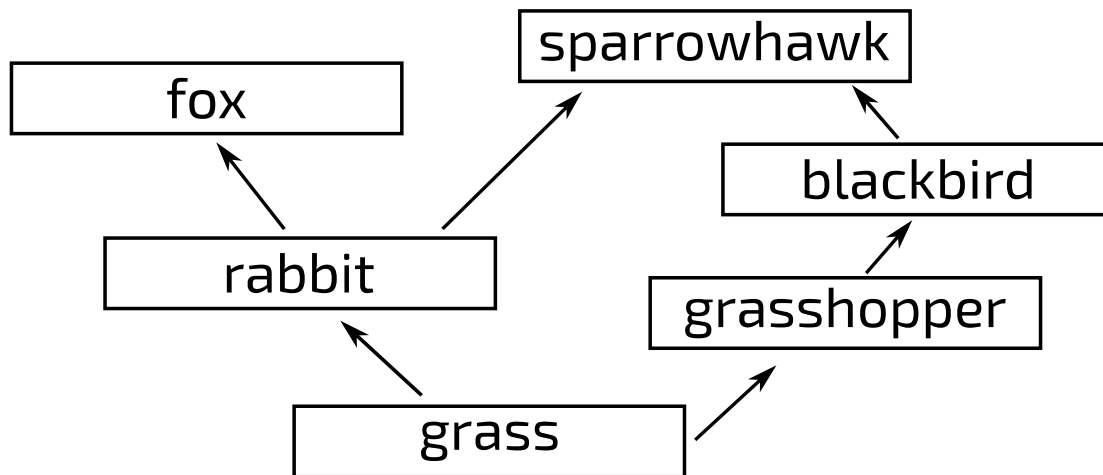 sparrowhawk
fox
blackbird
rabbit
grasshopper
grass